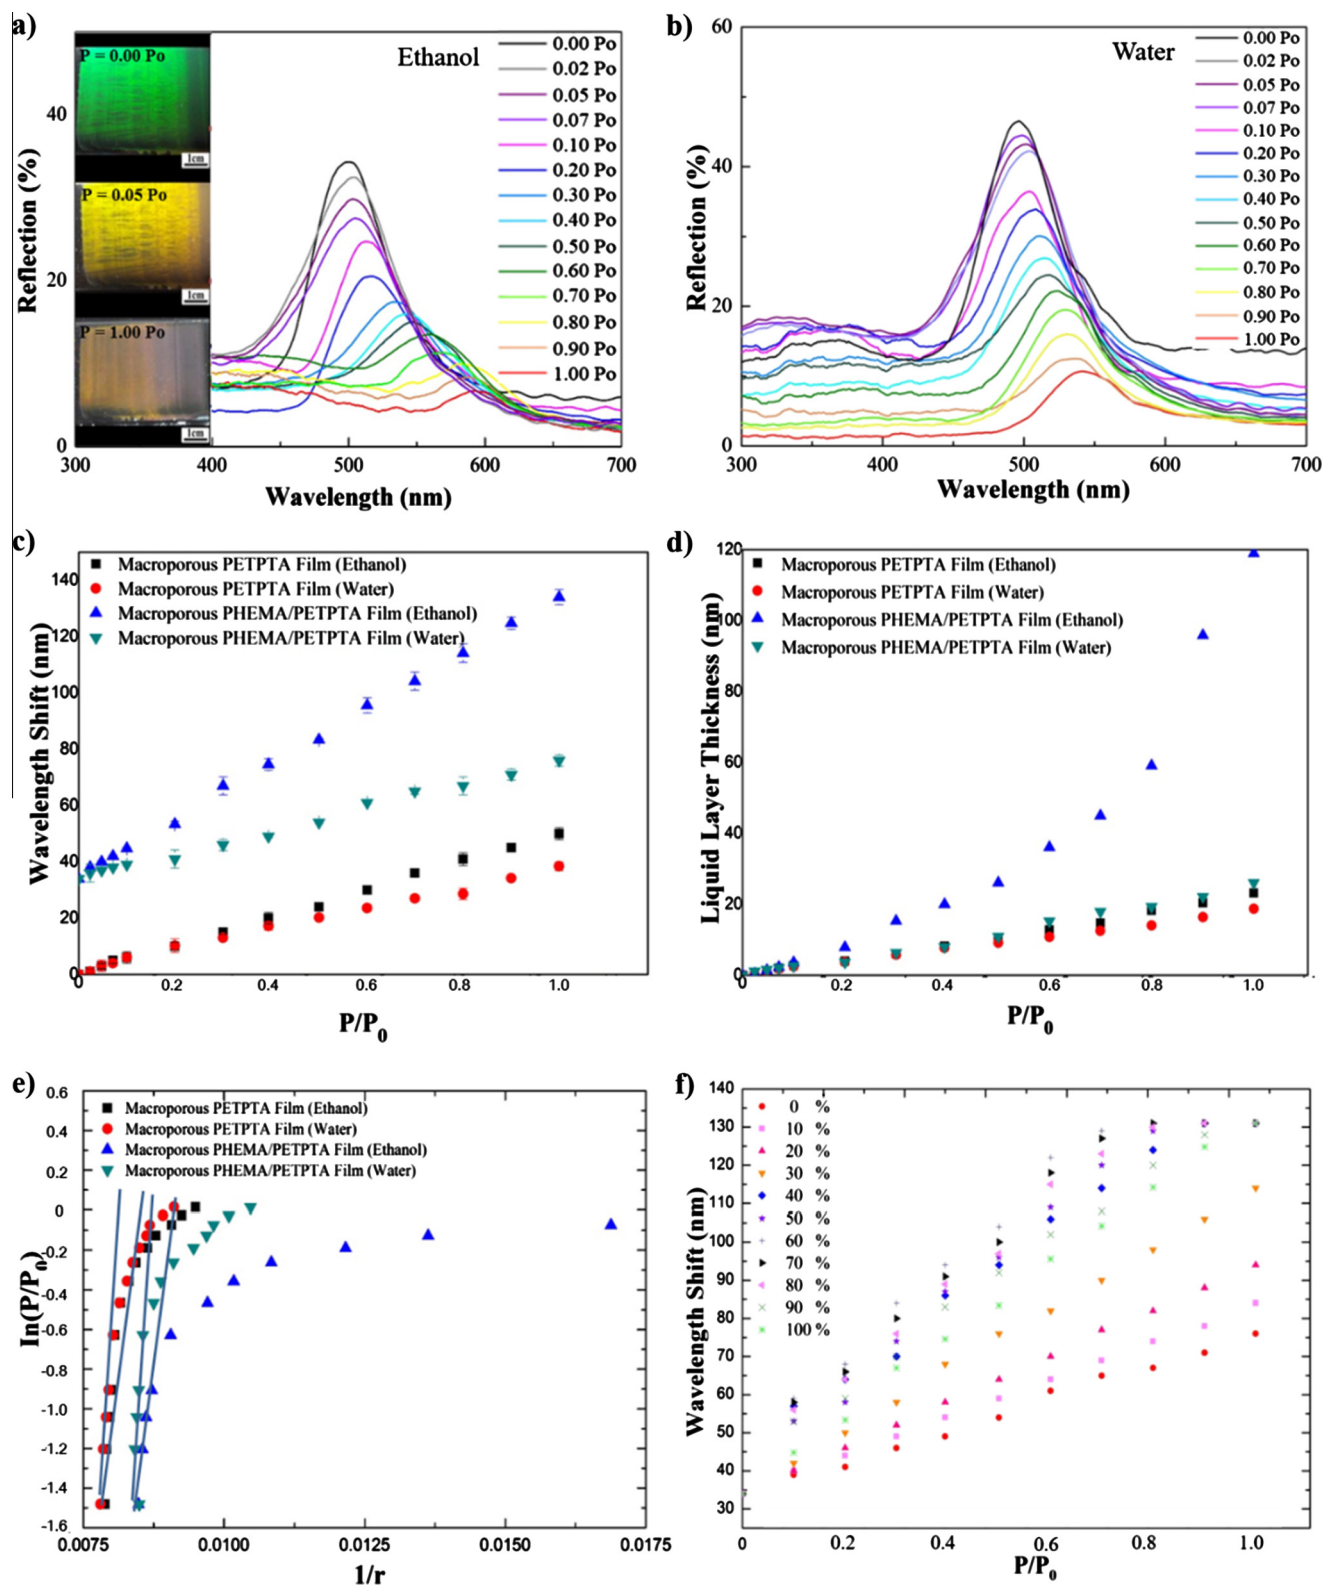 a)
Ethanol
P = 0.00 Po
1cm
P = 0.05 Po
1cm
P = 1.00 Po
1cm
0.00 Po
0.02 Po
0.05 Po
0.07 Po
0.10 Po
0.20 Po
0.30 Po
0.40 Po
0.50 Po
0.60 Po
0.70 Po
0.80 Po
0.90 Po
1.00 Po
40
20
0
Reflection (%)
300 400 500 600 700
Wavelength (nm)
b)
Water
0.00 Po
0.02 Po
0.05 Po
0.07 Po
0.10 Po
0.20 Po
0.30 Po
0.40 Po
0.50 Po
0.60 Po
0.70 Po
0.80 Po
0.90 Po
1.00 Po
60
40
20
0
Reflection (%)
300 400 500 600 700
Wavelength (nm)
c)
Macroporous PETPTA Film (Ethanol)
Macroporous PETPTA Film (Water)
Macroporous PHEMA/PETPTA Film (Ethanol)
Macroporous PHEMA/PETPTA Film (Water)
140
120
100
80
60
40
20
0
Wavelength Shift (nm)
0 0.2 0.4 0.6 0.8 1.0
P/P0
d)
Macroporous PETPTA Film (Ethanol)
Macroporous PETPTA Film (Water)
Macroporous PHEMA/PETPTA Film (Ethanol)
Macroporous PHEMA/PETPTA Film (Water)
120
100
80
60
40
20
0
Liquid Layer Thickness (nm)
0 0.2 0.4 0.6 0.8 1.0
P/P0
e)
Macroporous PETPTA Film (Ethanol)
Macroporous PETPTA Film (Water)
Macroporous PHEMA/PETPTA Film (Ethanol)
Macroporous PHEMA/PETPTA Film (Water)
0.6
0.4
0.2
0
-0.2
-0.4
-0.6
-0.8
-1.0
-1.2
-1.4
-1.6
In(P/P0)
0.0075 0.0100 0.0125 0.0150 0.0175
1/r
f)
0 %
10 %
20 %
30 %
40 %
50 %
60 %
70 %
80 %
90 %
100 %
140
130
120
110
100
90
80
70
60
50
40
30
Wavelength Shift (nm)
0 0.2 0.4 0.6 0.8 1.0
P/P0